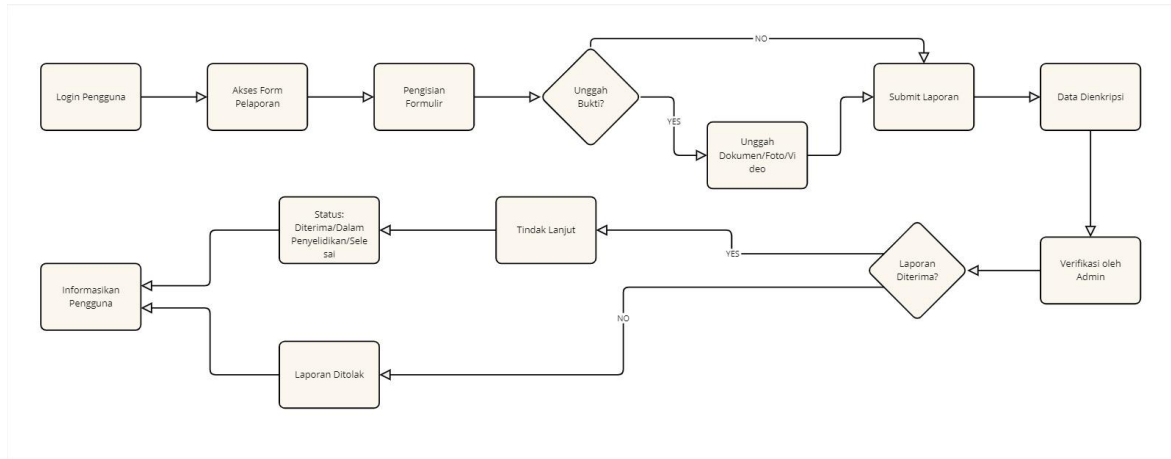 NO
Login Pengguna
Akses Form
Pelaporan
Pengisian
Formulir
Unggah
Bukti?
Submit Laporan
Data Dienkripsi
YES
Unggah
Dokumen/Foto/Vi
deo
Status:
Diterima/Dalam
Penyelidikan/Sele
sai
Tindak Lanjut
YES
Laporan
Diterima?
Verifikasi oleh
Admin
Informasikan
Pengguna
NO
Laporan Ditolak